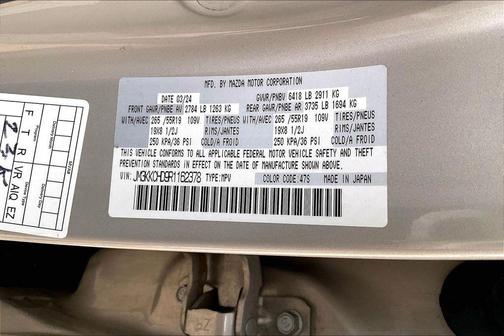 MFD. BY MAZDA MOTOR CORPORATION
DATE 03/24 GVWR/PNBV 6418 LB 2911 KG
FRONT GAWR/PNBE AV 2784 LB 1263 KG REAR GAWR/PNBE AR 3735 LB 1694 KG
WITH/AVEC 265 /55R19 109V TIRES/PNEUS WITH/AVEC 265 /55R19 109V TIRES/PNEUS
19X8 1/2J RIMS/JANTES 19X8 1/2J RIMS/JANTES
250 KPA/36 PSI COLD/A FROID 250 KPA/36 PSI COLD/A FROID
THIS VEHICLE CONFORMS TO ALL APPLICABLE FEDERAL MOTOR VEHICLE SAFETY AND THEFT
PREVENTION STANDARDS IN EFFECT ON THE DATE OF MANUFACTURE SHOWN ABOVE.
VIN: JM3KKCHD9R1162378 TYPE:MPV COLOR CODE:47S MADE IN JAPAN
F R
T YR AIQ EZ